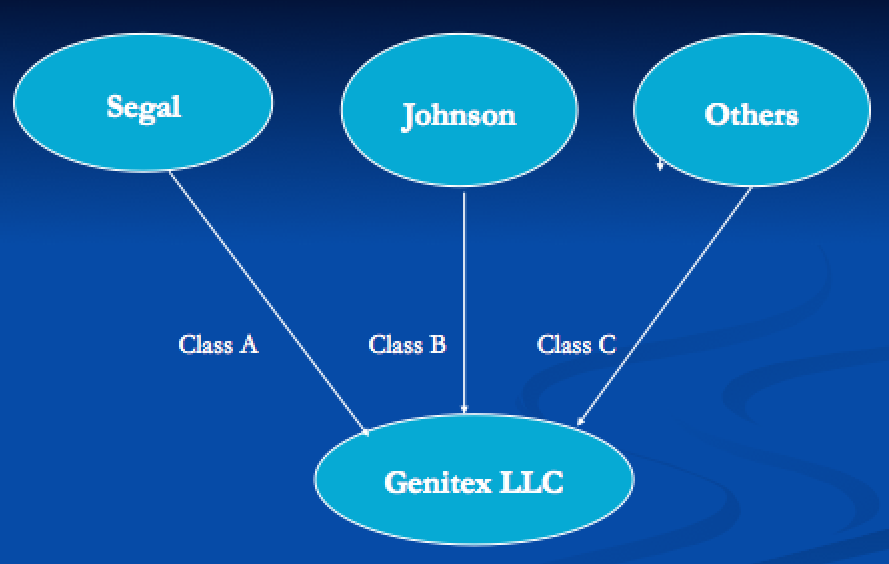 Segal
Johnson
Others
Class A
Class B
Class C
Genitex LLC